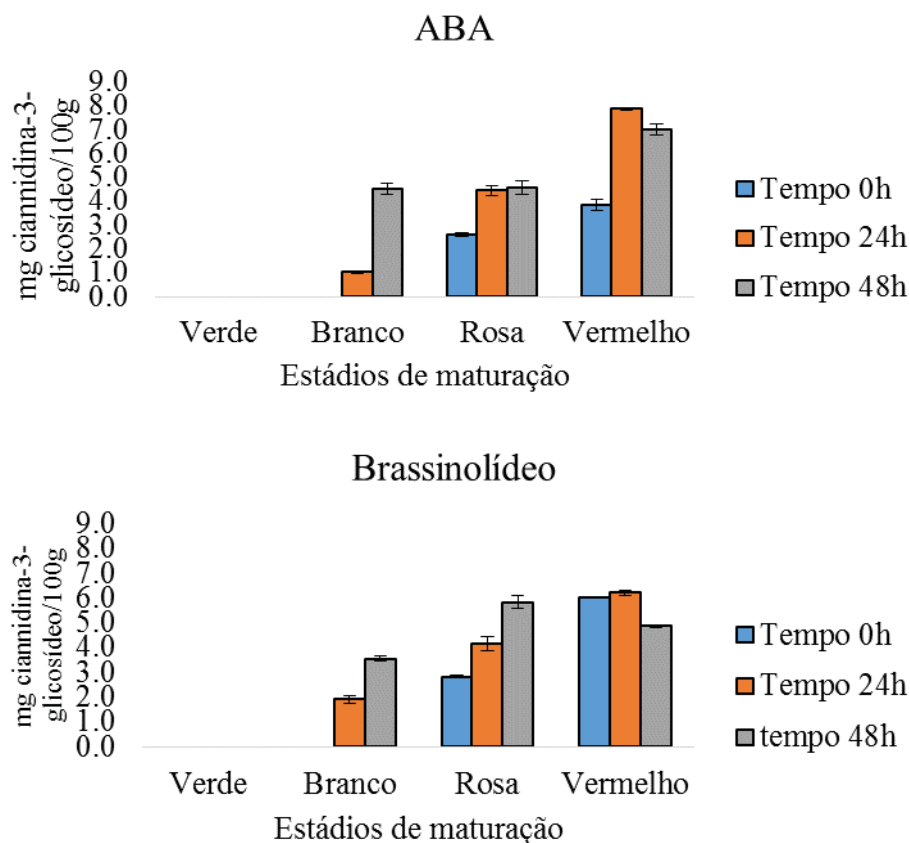 ABA
mg ciannidina-3-
glicosídeo/100g
9.0
8.0
7.0
6.0
5.0
4.0
3.0
2.0
1.0
0.0
Verde Branco Rosa Vermelho
Estádios de maturação
Tempo 0h
Tempo 24h
Tempo 48h
Brassinolídeo
mg ciannidina-3-
glicosídeo/100g
9.0
8.0
7.0
6.0
5.0
4.0
3.0
2.0
1.0
0.0
Verde Branco Rosa Vermelho
Estádios de maturação
Tempo 0h
Tempo 24h
tempo 48h